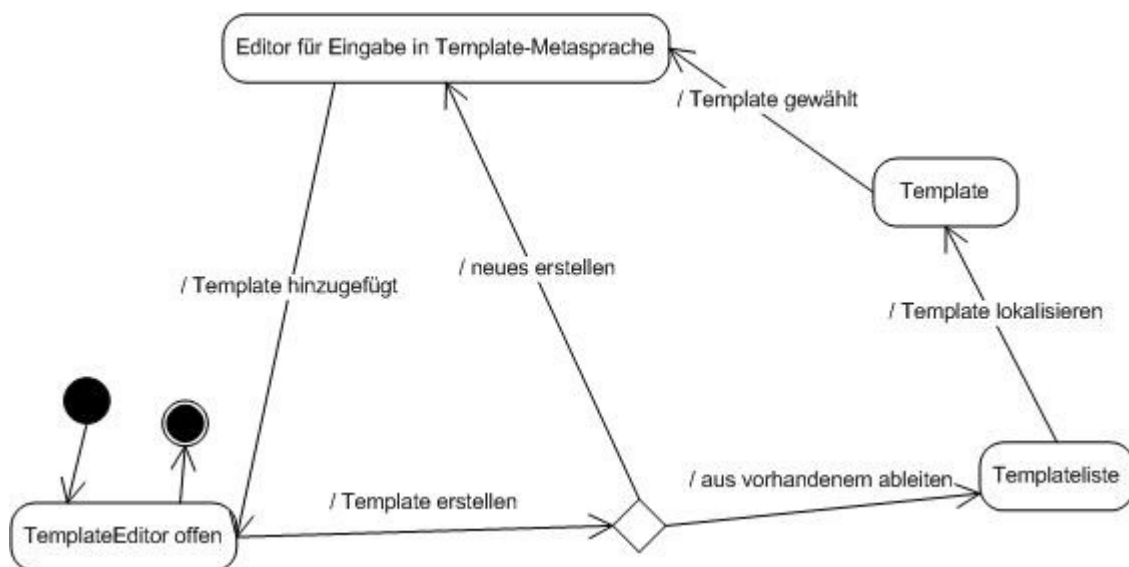 Editor für Eingabe in Template-Metasprache
/ Template gewählt
Template
/ Template hinzugefügt
/ neues erstellen
/ Template lokalisieren
/ aus vorhandenem ableiten
Templateliste
/ Template erstellen
TemplateEditor offen